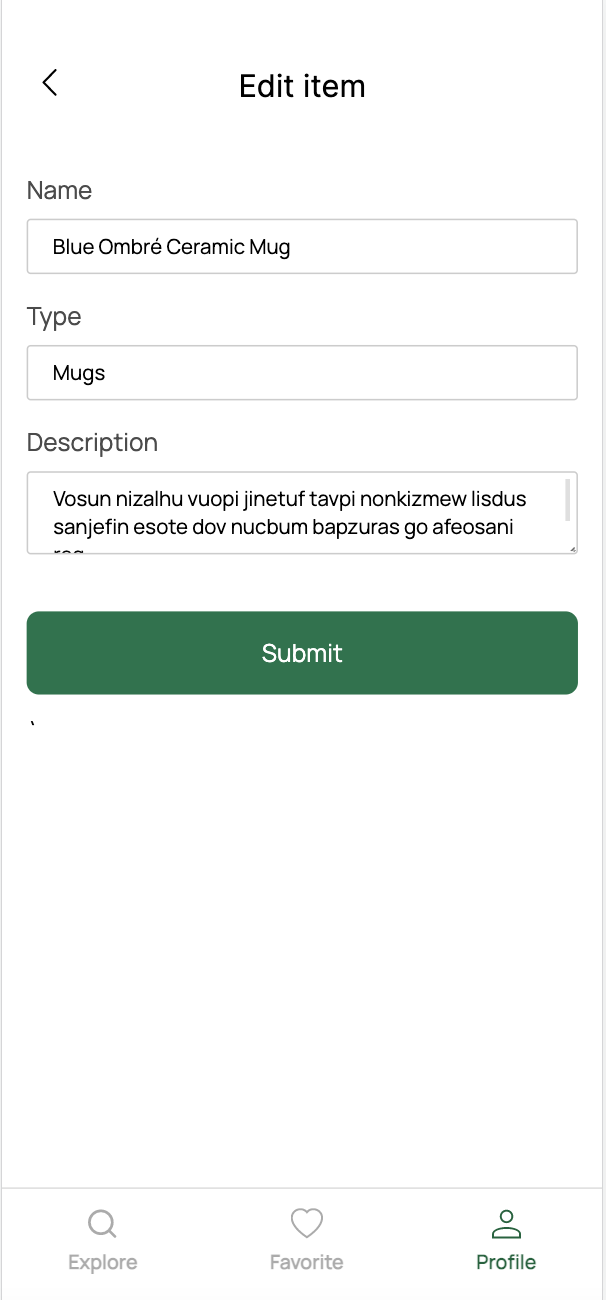 Edit item
Name
Blue Ombré Ceramic Mug
Type
Mugs
Description
Vosun nizalhu vuopi jinetuf tavpi nonkizmew lisdus
sanjefin esote dov nucbum bapzuras go afeosani
Submit
Explore
Favorite
Profile